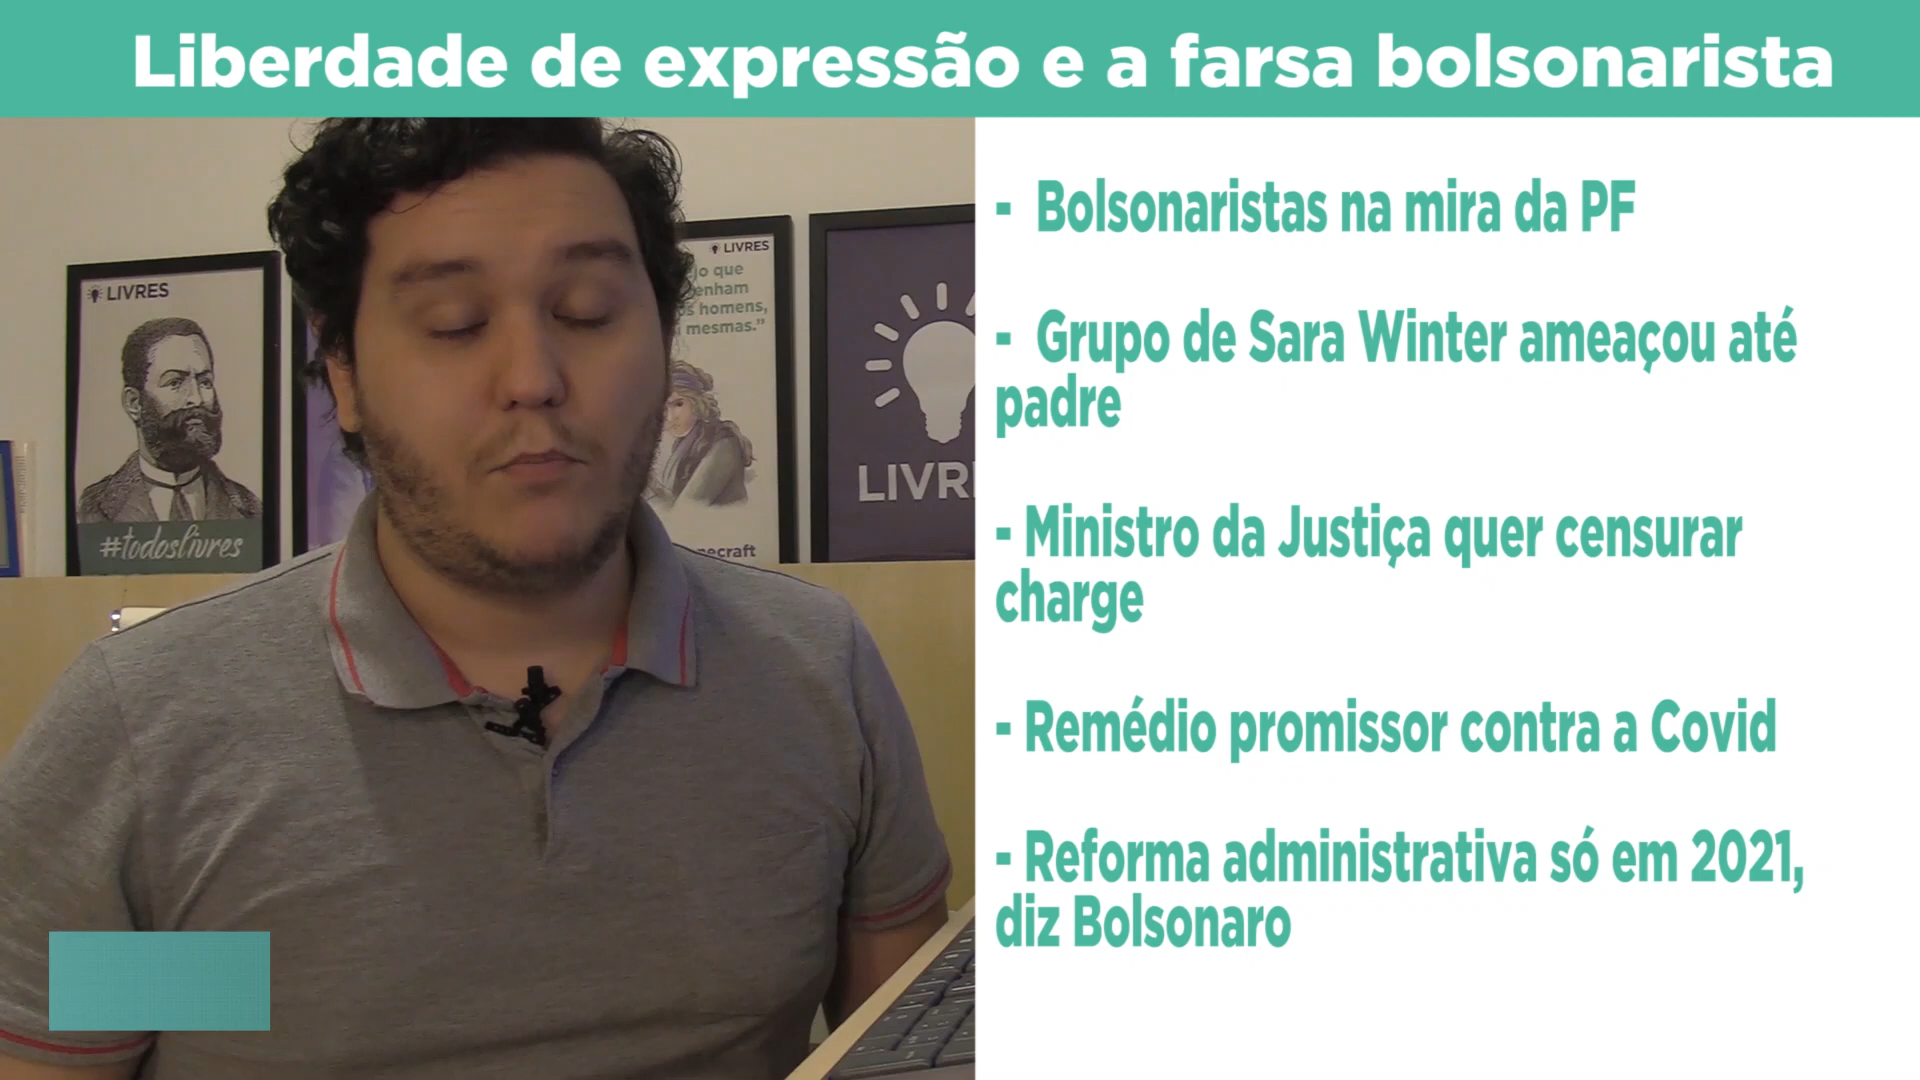 Liberdade de expressão e a farsa bolsonarista
- Bolsonaristas na mira da PF
- Grupo de Sara Winter ameaçou até
padre
- Ministro da Justiça quer censurar
charge
- Remédio promissor contra a Covid
- Reforma administrativa só em 2021,
diz Bolsonaro
LIVRES
#todoslivres
LIVRES
que
homens,
mesmas.”